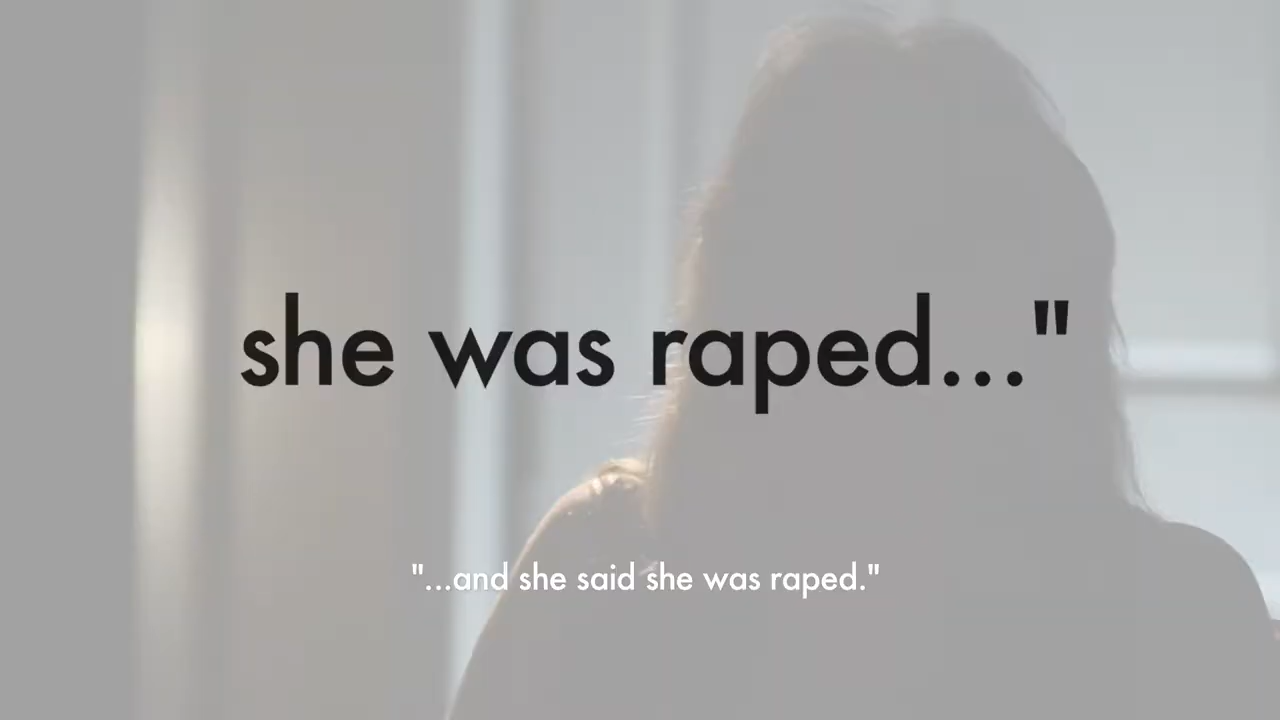 she was raped..."
"...and she said she was raped."